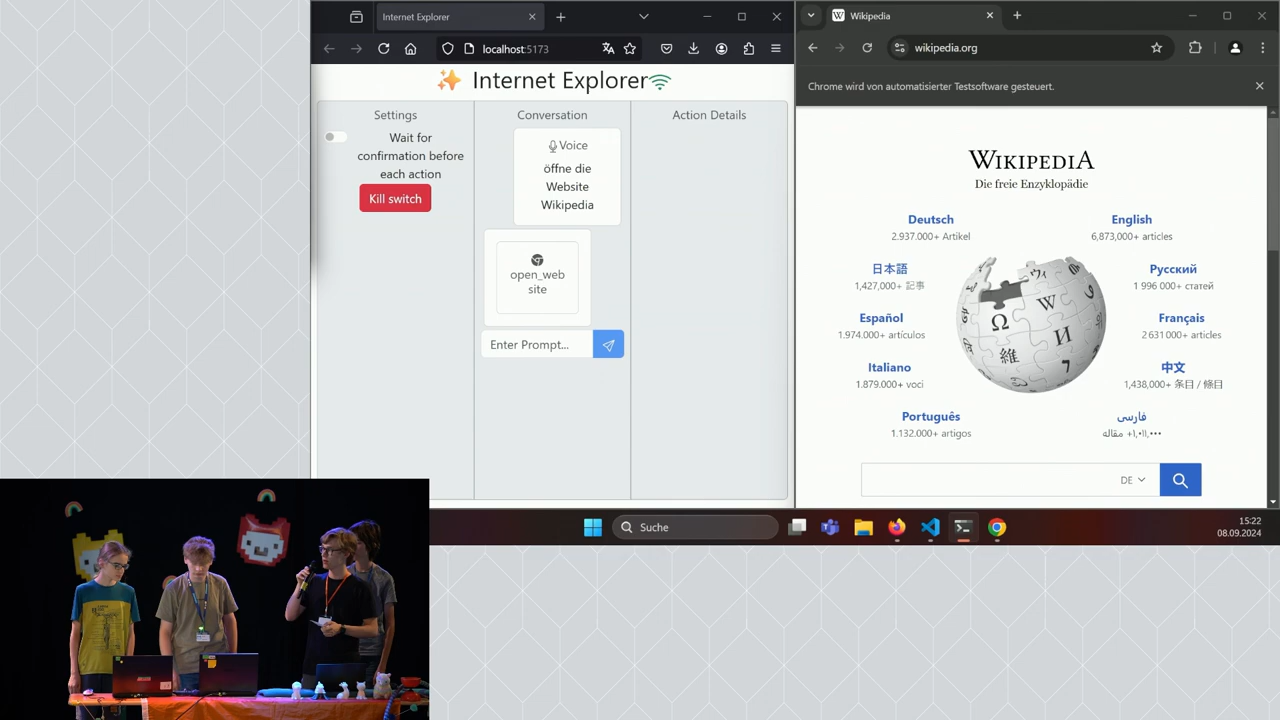 Internet Explorer
localhost:5173
Internet Explorer
Settings
Wait for
confirmation before
each action
Kill switch
Conversation
Voice
öffne die
Website
Wikipedia
open_web
site
Enter Prompt...
Action Details
Wikipedia
wikipedia.org
Chrome wird von automatisierter Testsoftware gesteuert.
WIKIPEDIA
Die freie Enzyklopädie
Deutsch
2.937.000+ Artikel
English
6,873,000+ articles
日本語
1,427,000+ 記事
Русский
1 996 000+ статей
Español
1.974.000+ artículos
Français
2 631 000+ articles
Italiano
1.879.000+ voci
中文
1,438,000+ 条目 / 條目
Português
1.132.000+ artigos
فارسی
۱٬۰۱۱٬۰۰۰+ مقاله
DE
Suche
15:22
08.09.2024